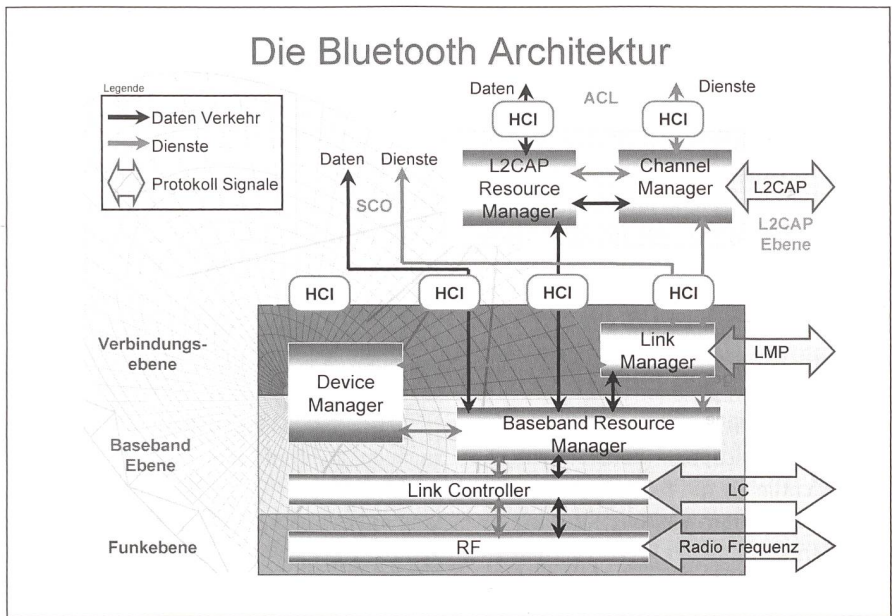 Die Bluetooth Architektur
Legende
Daten Verkehr
Dienste
Protokoll Signale
Daten
ACL
Dienste
HCI
HCI
Daten
Dienste
SCO
L2CAP
Resource
Manager
Channel
Manager
L2CAP
L2CAP
Ebene
HCI
HCI
HCI
HCI
Verbindungs-
ebene
Device
Manager
Link
Manager
LMP
Baseband
Ebene
Baseband Resource
Manager
Link Controller
LC
Funkebene
RF
Radio Frequenz